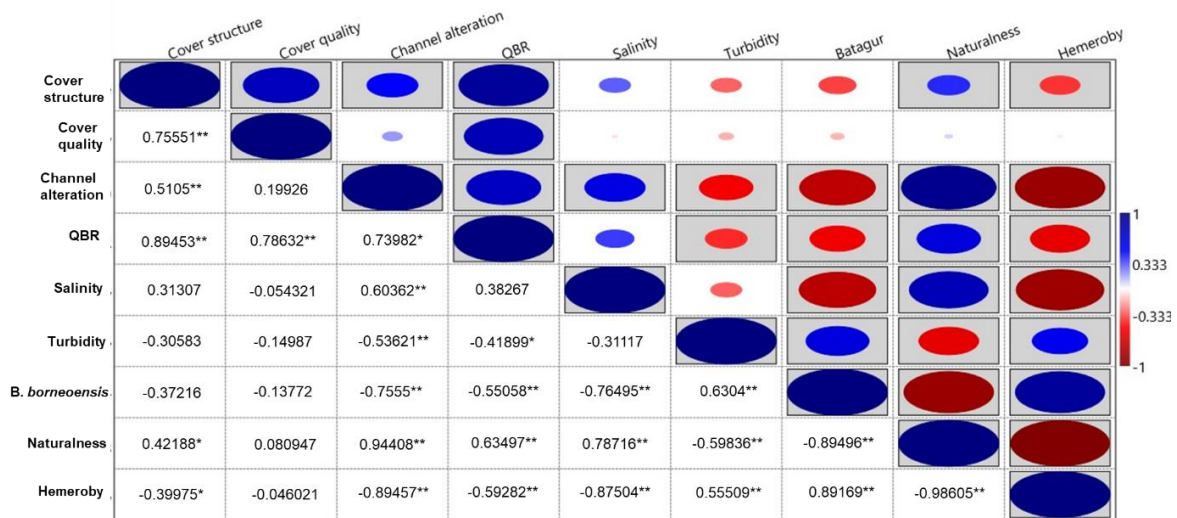 Cover structure Cover quality Channel alteration QBR Salinity Turbidity Batagur Naturalness Hemeroby
Cover
structure
Cover
quality 0.75551**
Channel
alteration 0.5105** 0.19926
QBR 0.89453** 0.78632** 0.73982*
Salinity 0.31307 -0.054321 0.60362** 0.38267
Turbidity -0.30583 -0.14987 -0.53621** -0.41899* -0.31117
B. borneoensis -0.37216 -0.13772 -0.7555** -0.55058** -0.76495** 0.6304**
Naturalness 0.42188* 0.080947 0.94408** 0.63497** 0.78716** -0.59836** -0.89496**
Hemeroby -0.39975* -0.046021 -0.89457** -0.59282** -0.87504** 0.55509** 0.89169** -0.98605**
1
0.333
-0.333
-1